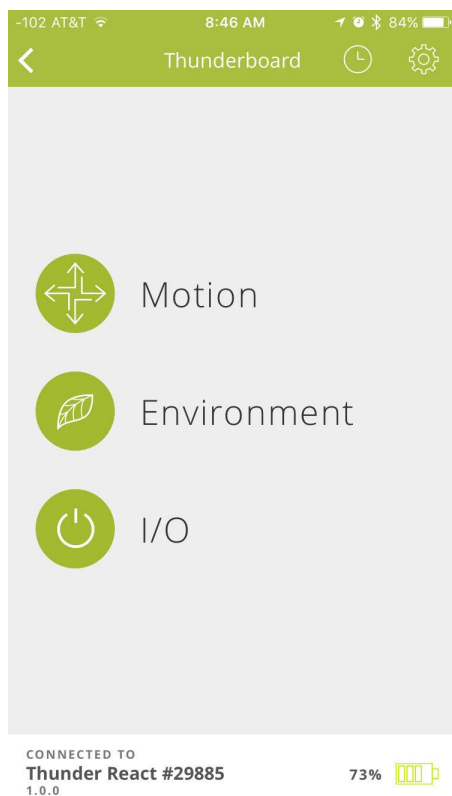 -102 AT&T 8:46 AM 84%
Thunderboard
Motion
Environment
I/O
CONNECTED TO
Thunder React #29885 73%
1.0.0